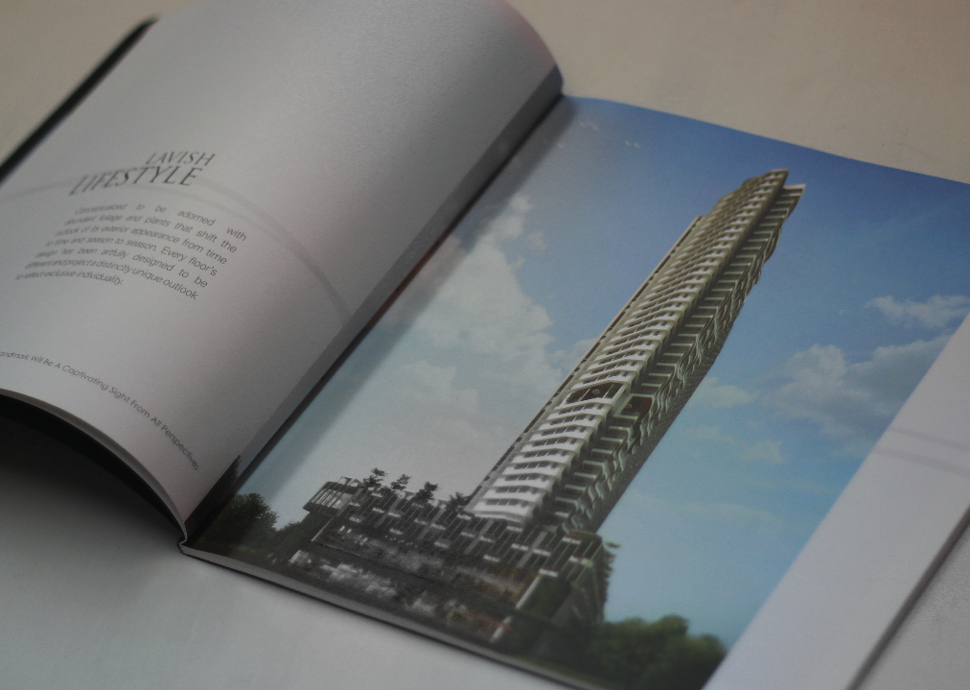 LAVISH
LIFESTYLE
Conceptualized to be adorned with
abundant foliage and plants that shift the
outlook of its exterior appearance from time
to time and season to season. Every floor's
design has been artfully designed to be
and project a distinctly unique outlook
to reflect exclusive individuality.
Landmark Will Be A Captivating Sight From All Perspectives.